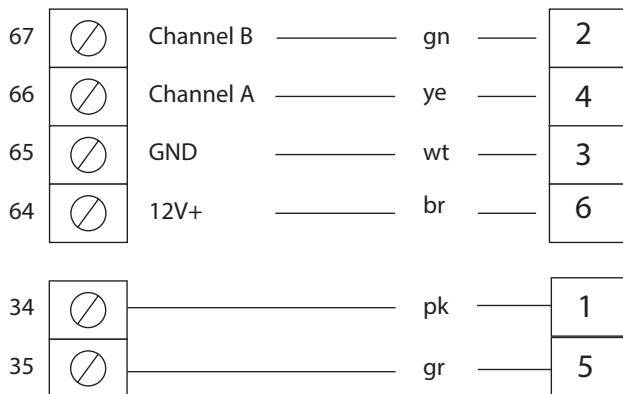 67 Channel B gn 2
66 Channel A ye 4
65 GND wt 3
64 12V+ br 6
34 pk 1
35 gr 5